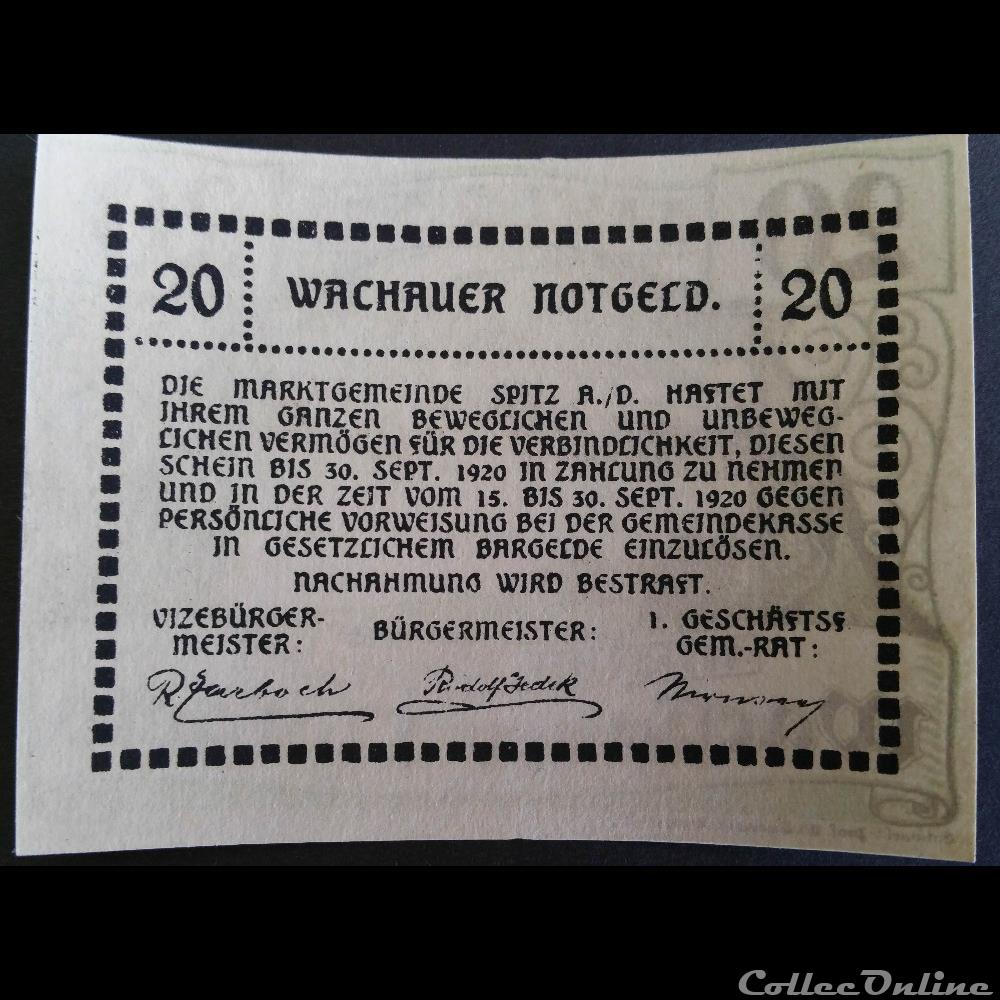 20 WACHAUER NOTGELD. 20
DIE MARKTGEMEINDE SPITZ A./D. HAFTET MIT
IHREM GANZEN BEWEGLICHEN UND UNBEWEG-
LICHEN VERMÖGEN FÜR DIE VERBINDLICHKEIT, DIESEN
SCHEIN BIS 30. SEPT. 1920 IN ZAHLUNG ZU NEHMEN
UND IN DER ZEIT VOM 15. BIS 30. SEPT. 1920 GEGEN
PERSÖNLICHE VORWEISUNG BEI DER GEMEINDEKASSE
IN GESETZLICHEM BARGELDE EINZULÖSEN.
NACHAHMUNG WIRD BESTRAFT.
VIZEBÜRGER-
MEISTER:
BÜRGERMEISTER:
1. GESCHÄFTSF
GEM.-RAT:
Rudolf
ColleeOnline